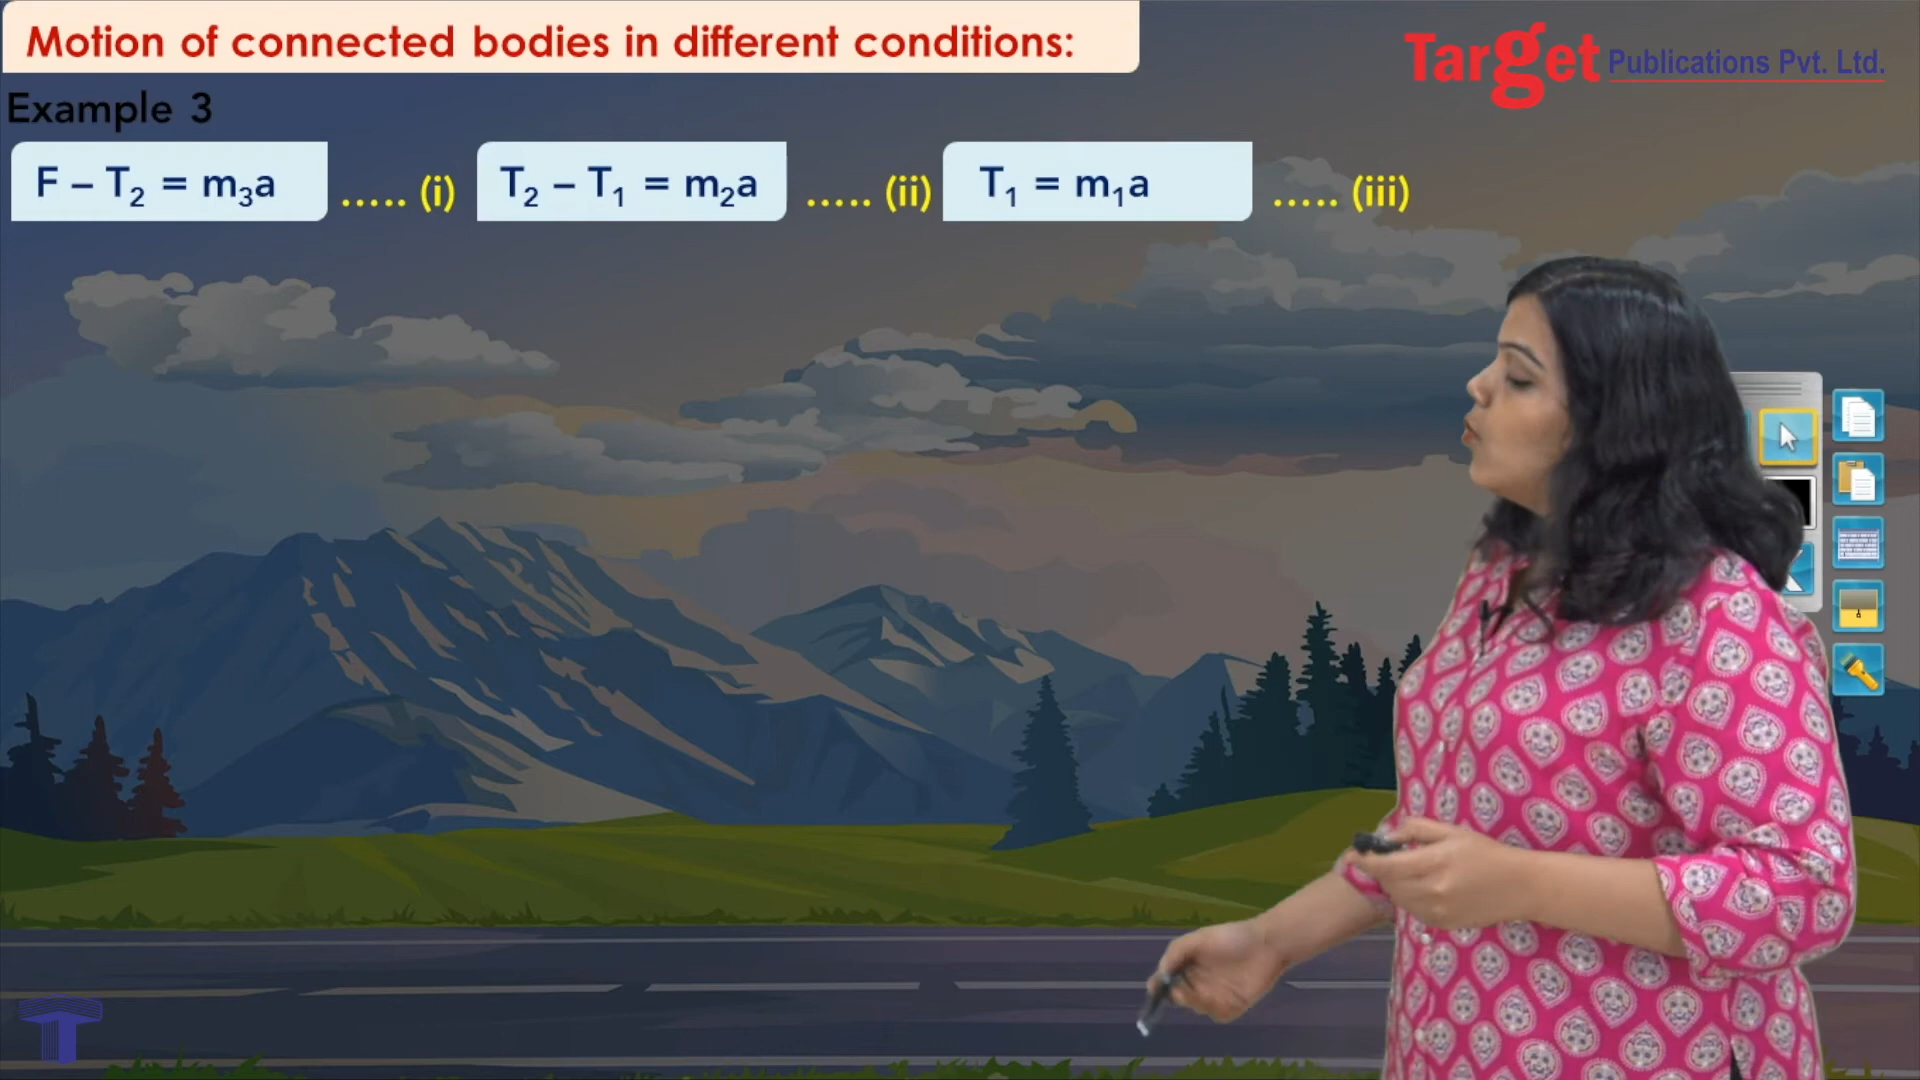 Motion of connected bodies in different conditions:
Target Publications Pvt. Ltd.
Example 3
F – T₂ = m₃a ..... (i) T₂ – T₁ = m₂a ..... (ii) T₁ = m₁a ..... (iii)
T